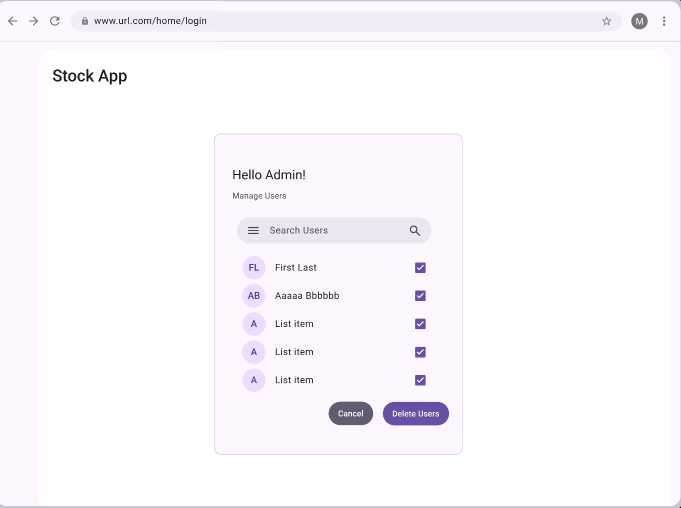 www.url.com/home/login
M
Stock App
Hello Admin!
Manage Users
Search Users
FL First Last
AB Aaaaa Bbbbbb
A List item
A List item
A List item
Cancel Delete Users